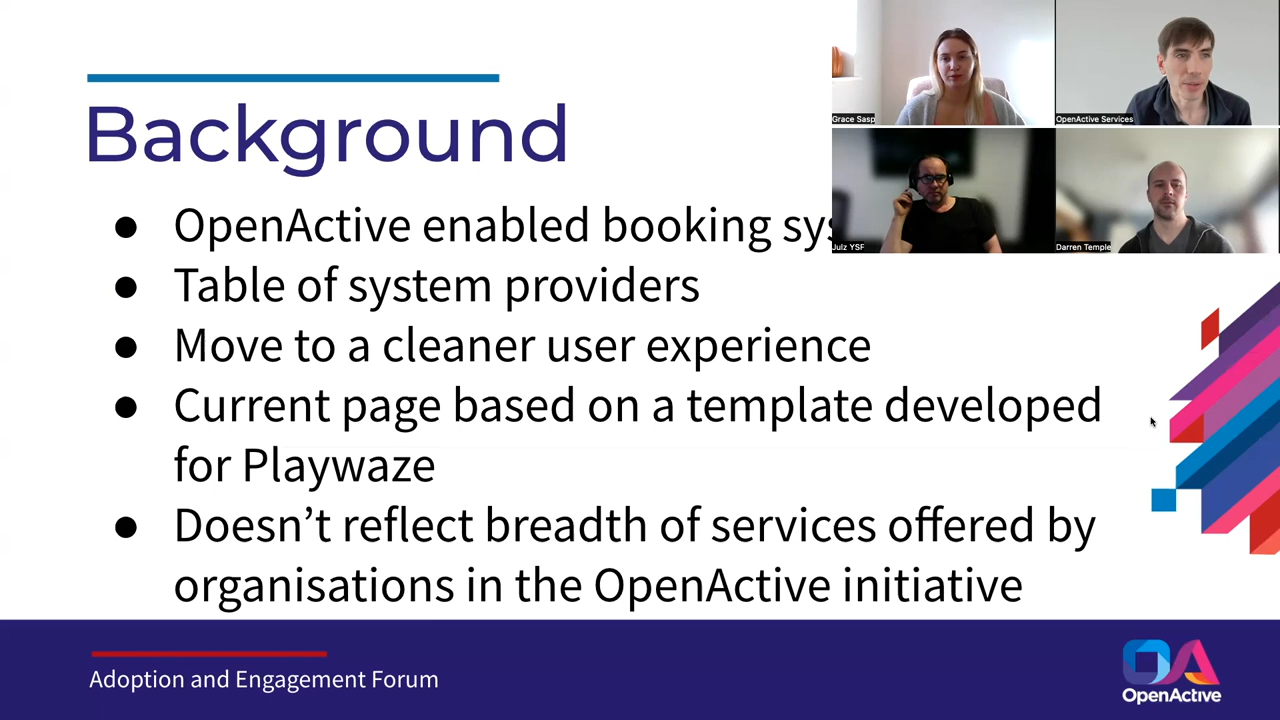 Background
● OpenActive enabled booking sys
● Table of system providers
● Move to a cleaner user experience
● Current page based on a template developed
for Playwaze
● Doesn’t reflect breadth of services offered by
organisations in the OpenActive initiative
Grace Sasp
OpenActive Services
Julz YSF
Darren Temple
Adoption and Engagement Forum
OA
OpenActive